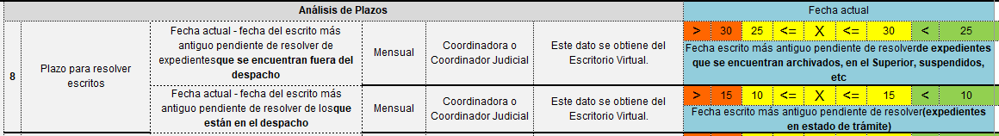 Análisis de Plazos
Fecha actual
8
Plazo para resolver
escritos
Fecha actual - fecha del escrito más
antiguo pendiente de resolver de
expedientesque se encuentran fuera del
despacho
Mensual
Coordinadora o
Coordinador Judicial
Este dato se obtiene del
Escritorio Virtual.
> 30 25 <= X <= 30 < 25
Fecha escrito más antiguo pendiente de resolverde expedientes
que se encuentran archivados, en el Superior, suspendidos,
etc
Fecha actual - fecha del escrito más
antiguo pendiente de resolver de losque
están en el despacho
Mensual
Coordinadora o
Coordinador Judicial
Este dato se obtiene del
Escritorio Virtual.
> 15 10 <= X <= 15 < 10
Fecha escrito más antiguo pendiente de resolver(expedientes
en estado de trámite)